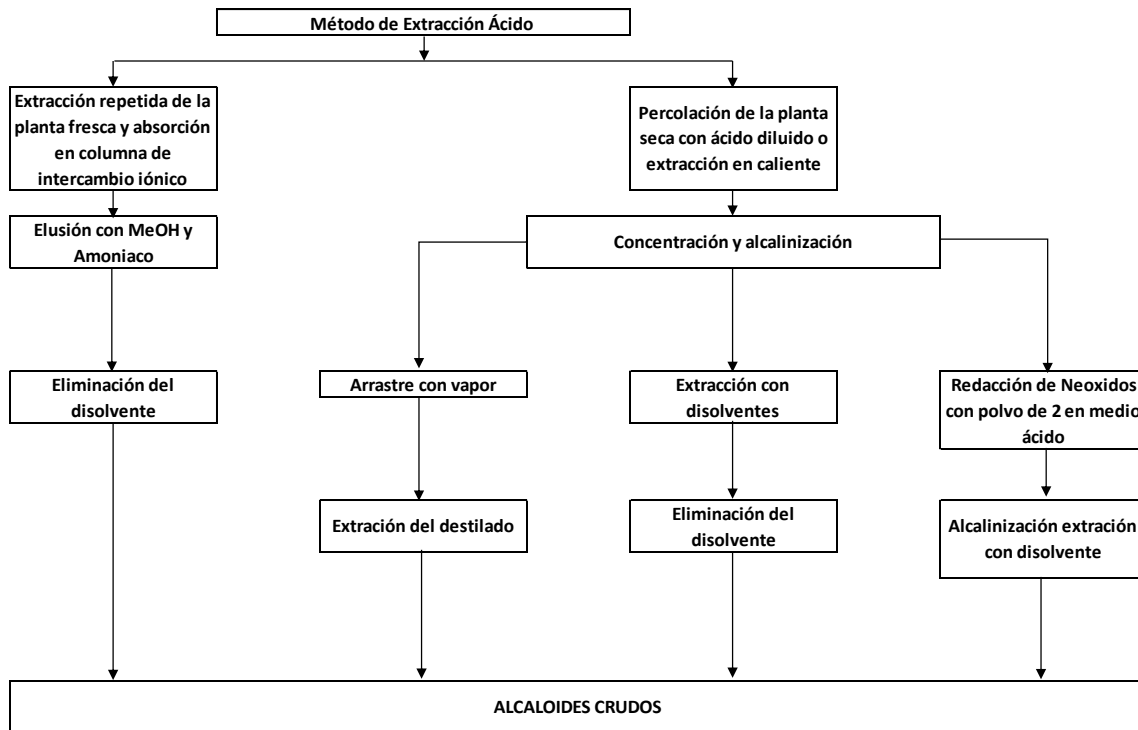 Método de Extracción Ácido
Extracción repetida de la
planta fresca y absorción
en columna de
intercambio iónico
Percolación de la planta
seca con ácido diluido o
extracción en caliente
Elusión con MeOH y
Amoniaco
Concentración y alcalinización
Eliminación del
disolvente
Arrastre con vapor
Extracción con
disolventes
Redacción de Neoxidos
con polvo de 2 en medio
ácido
Extración del destilado
Eliminación del
disolvente
Alcalinización extración
con disolvente
ALCALOIDES CRUDOS